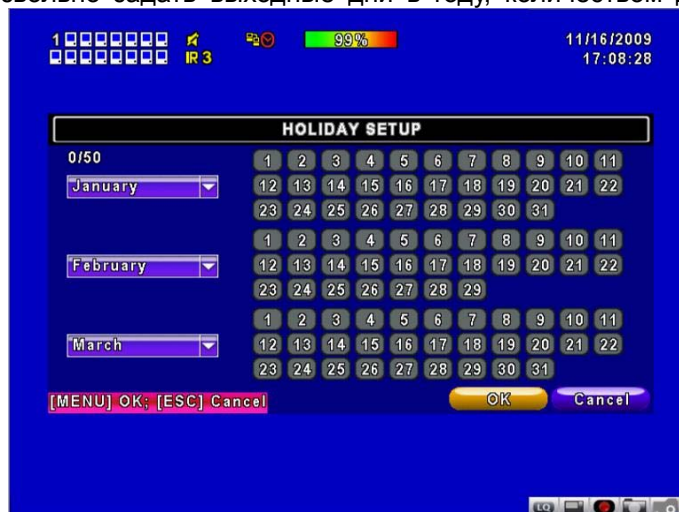 задать выходные дни в году, количеством
1 99% 11/16/2009
IR 3 17:08:28
HOLIDAY SETUP
0/50 1 2 3 4 5 6 7 8 9 10 11
January 12 13 14 15 16 17 18 19 20 21 22
23 24 25 26 27 28 29 30 31
1 2 3 4 5 6 7 8 9 10 11
February 12 13 14 15 16 17 18 19 20 21 22
23 24 25 26 27 28 29
1 2 3 4 5 6 7 8 9 10 11
March 12 13 14 15 16 17 18 19 20 21 22
23 24 25 26 27 28 29 30 31
[MENU] OK; [ESC] Cancel OK Cancel
LQ